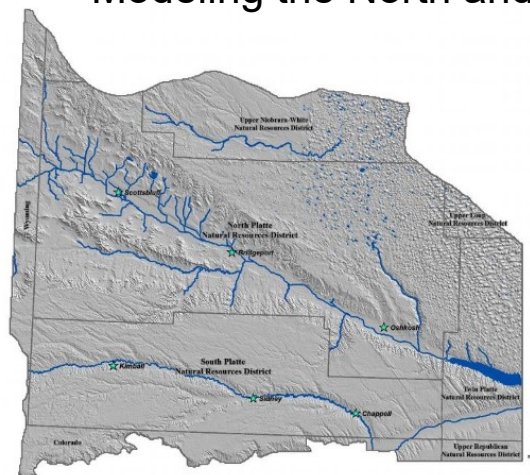 Modeling the North and
Upper Niobrara-White
Natural Resources District
Scottsbluff
Wyoming
North Platte
Natural Resources District
Upper Loup
Natural Resources District
Bridgeport
Oshkosh
South Platte
Natural Resources District
Kimball
Twin Platte
Natural Resources District
Sidney
Chappell
Colorado
Upper Republican
Natural Resources District